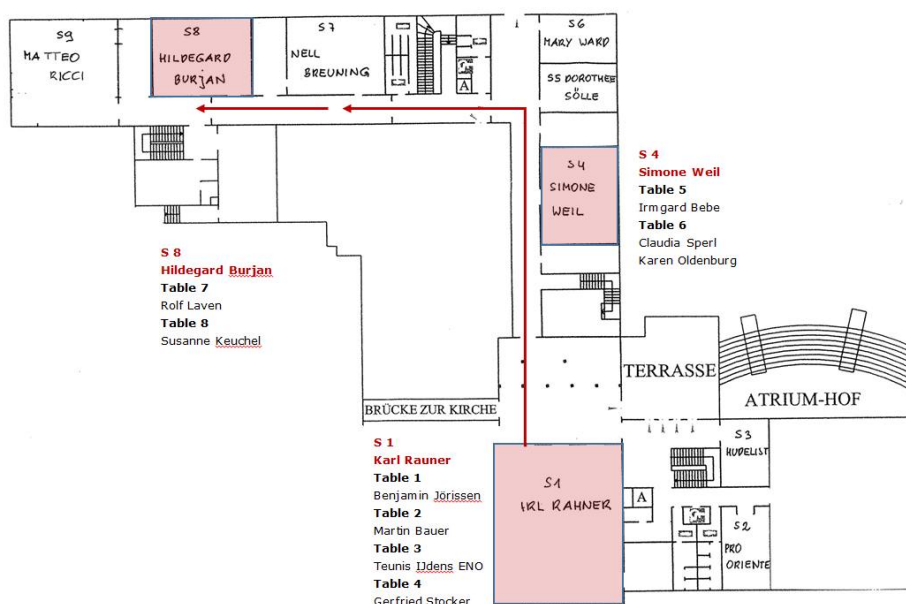 S9
MATTEO
RICCI
S8
HILDEGARD
BURJAN
S7
NELL
BREUNING
A
S6
MARY WARD
S5 DOROTHEE
SÖLLE
S4
SIMONE
WEIL
S 4
Simone Weil
Table 5
Irmgard Bebe
Table 6
Claudia Sperl
Karen Oldenburg
S 8
Hildegard Burjan
Table 7
Rolf Laven
Table 8
Susanne Keuchel
TERRASSE
ATRIUM-HOF
BRÜCKE ZUR KIRCHE
S 1
Karl Rauner
Table 1
Benjamin Jörissen
Table 2
Martin Bauer
Table 3
Teunis IJdens ENO
Table 4
Gerfried Stocker
S1
RAHNER
A
S3
HUDELIST
S2
PRO
ORIENTE